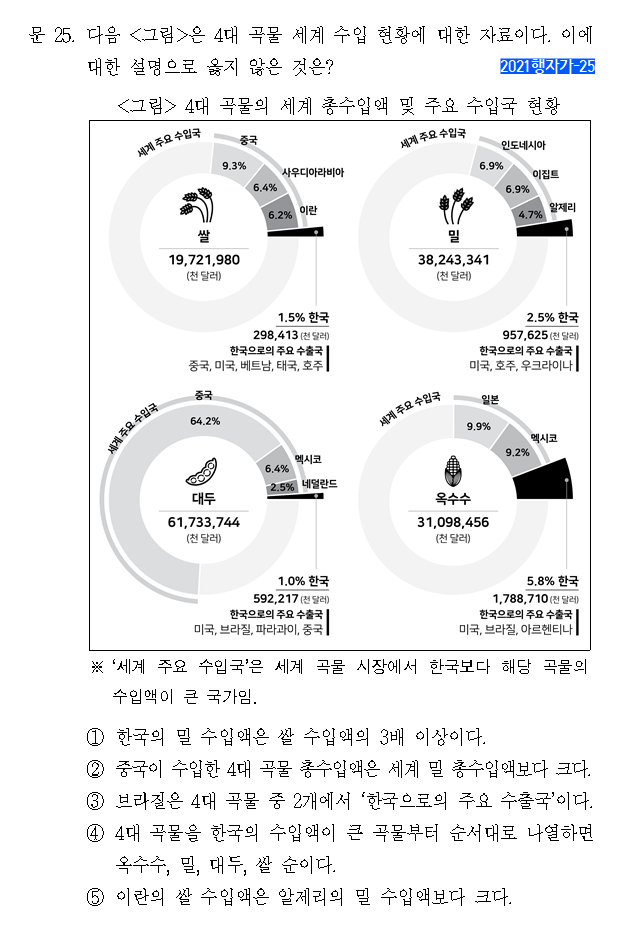 문 25. 다음 <그림>은 4대 곡물 세계 수입 현황에 대한 자료이다. 이에
대한 설명으로 옳지 않은 것은?
2021행자가-25
<그림> 4대 곡물의 세계 총수입액 및 주요 수입국 현황
세계 주요 수입국
중국
9.3%
사우디아라비아
6.4%
이란
6.2%
쌀
19,721,980
(천 달러)
1.5% 한국
298,413 (천 달러)
한국으로의 주요 수출국
중국, 미국, 베트남, 태국, 호주
세계 주요 수입국
인도네시아
6.9%
이집트
6.9%
알제리
4.7%
밀
38,243,341
(천 달러)
2.5% 한국
957,625 (천 달러)
한국으로의 주요 수출국
미국, 호주, 우크라이나
세계 주요 수입국
중국
64.2%
멕시코
6.4%
네덜란드
2.5%
대두
61,733,744
(천 달러)
1.0% 한국
592,217 (천 달러)
한국으로의 주요 수출국
미국, 브라질, 파라과이, 중국
세계 주요 수입국
일본
9.9%
멕시코
9.2%
옥수수
31,098,456
(천 달러)
5.8% 한국
1,788,710 (천 달러)
한국으로의 주요 수출국
미국, 브라질, 아르헨티나
※ ‘세계 주요 수입국’은 세계 곡물 시장에서 한국보다 해당 곡물의
수입액이 큰 국가임.
① 한국의 밀 수입액은 쌀 수입액의 3배 이상이다.
② 중국이 수입한 4대 곡물 총수입액은 세계 밀 총수입액보다 크다.
③ 브라질은 4대 곡물 중 2개에서 ‘한국으로의 주요 수출국’이다.
④ 4대 곡물을 한국의 수입액이 큰 곡물부터 순서대로 나열하면
옥수수, 밀, 대두, 쌀 순이다.
⑤ 이란의 쌀 수입액은 알제리의 밀 수입액보다 크다.